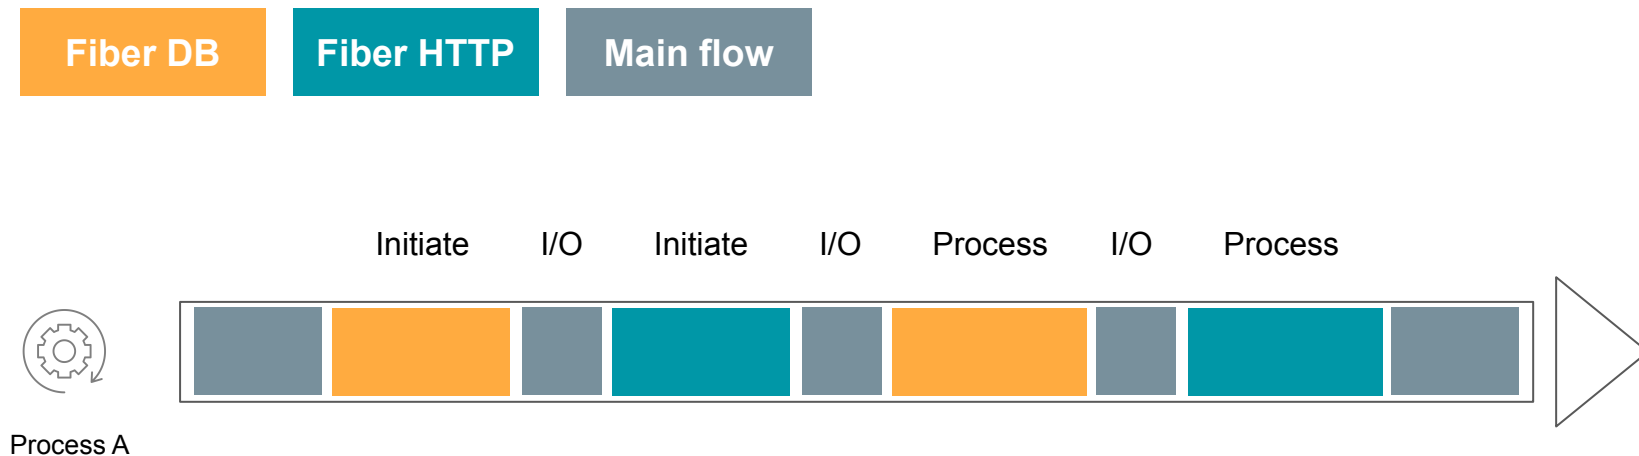 Fiber DB Fiber HTTP Main flow
Initiate I/O Initiate I/O Process I/O Process
Process A